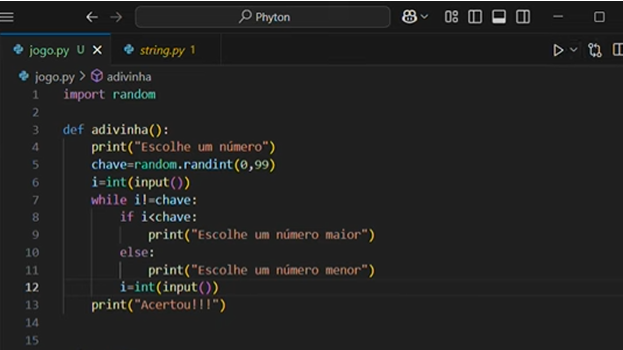 Phyton
jogo.py U
string.py 1
jogo.py > adivinha
1 import random
2
3 def adivinha():
4 print("Escolhe um número")
5 chave=random.randint(0,99)
6 i=int(input())
7 while i!=chave:
8 if i<chave:
9 print("Escolhe um número maior")
10 else:
11 print("Escolhe um número menor")
12 i=int(input())
13 print("Acertou!!!")
14
15